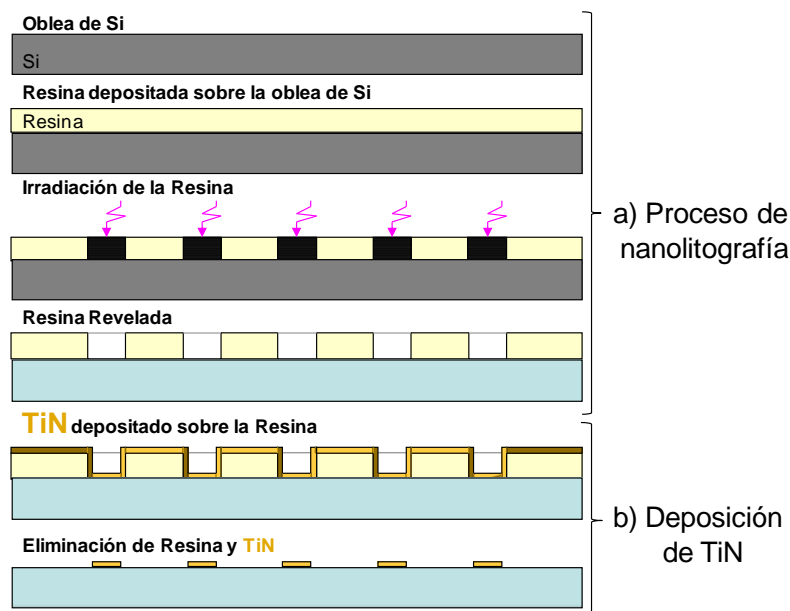 Oblea de Si
Si
Resina depositada sobre la oblea de Si
Resina
Irradiación de la Resina
a) Proceso de
nanolitografía
Resina Revelada
TiN depositado sobre la Resina
b) Deposición
de TiN
Eliminación de Resina y TiN